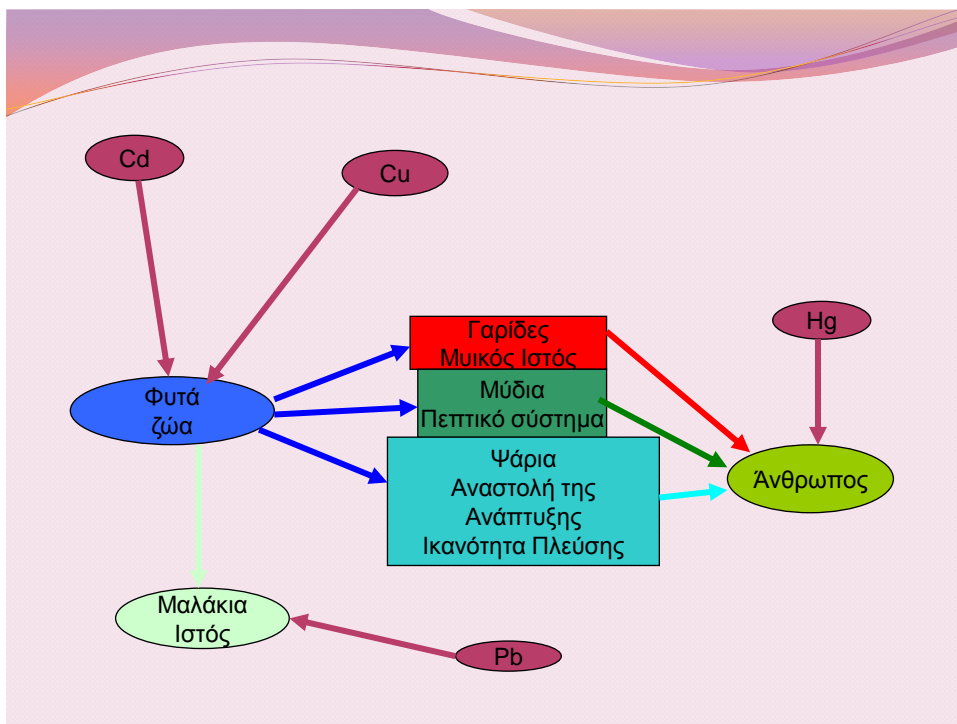 Cd
Cu
Hg
Γαρίδες
Μυικός Ιστός
Μύδια
Πεπτικό σύστημα
Φυτά
ζώα
Ψάρια
Αναστολή της
Ανάπτυξης
Ικανότητα Πλεύσης
Άνθρωπος
Μαλάκια
Ιστός
Pb